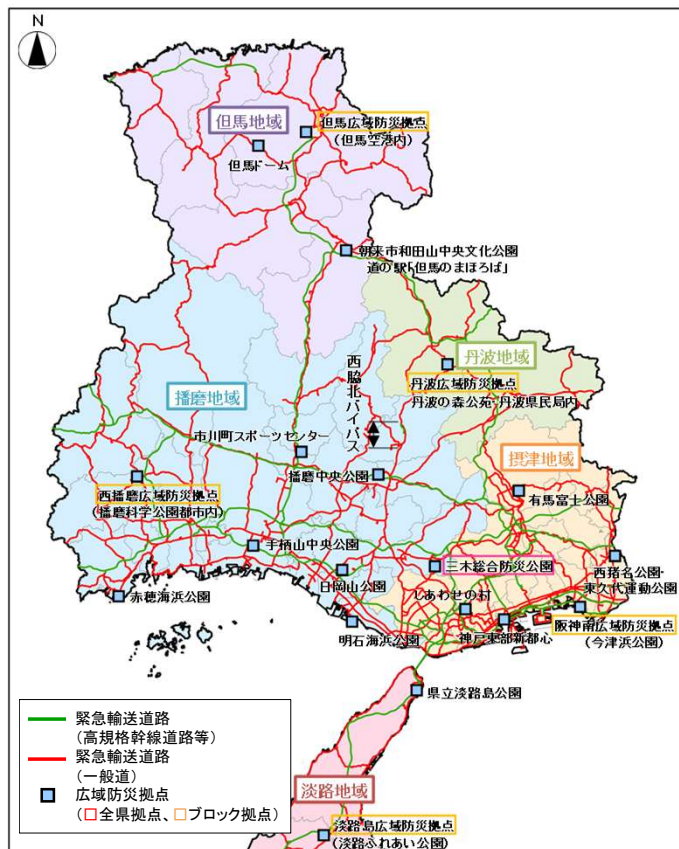 N
但馬地域
但馬広域防災拠点
（但馬空港内）
但馬ドーム
朝来市和田山中央文化公園
道の駅「但馬のまほろば」
丹波地域
丹波広域防災拠点
丹波の森公苑・丹波県民局内
西脇北バイパス
播磨地域
市川町スポーツセンター
摂津地域
播磨中央公園
有馬富士公園
西播磨広域防災拠点
（播磨科学公園都市内）
手柄山中央公園
三木総合防災公園
西猪名公園・
東久代運動公園
日岡山公園
しあわせの村
赤穂海浜公園
明石海浜公園
神戸東部新都心
阪神南広域防災拠点
（今津浜公園）
県立淡路島公園
淡路地域
淡路島広域防災拠点
（淡路ふれあい公園）
緊急輸送道路
（高規格幹線道路等）
緊急輸送道路
（一般道）
広域防災拠点
（□全県拠点、□ブロック拠点）